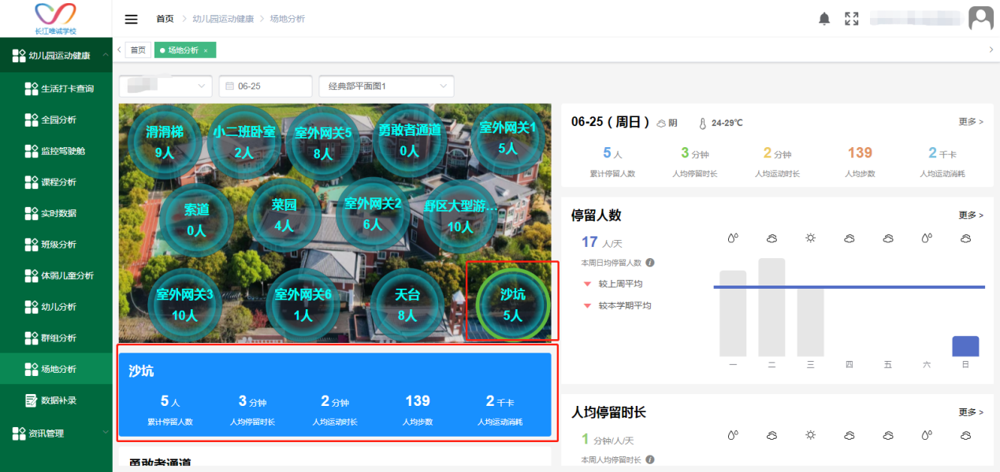 长江唯诚学校
首页 > 幼儿园运动健康 > 场地分析
幼儿园运动健康
生活打卡查询
全园分析
监控驾驶舱
课程分析
实时数据
班级分析
体弱儿童分析
幼儿分析
群组分析
场地分析
数据补录
资讯管理
首页
场地分析 ×
06-25
经典部平面图1
滑滑梯
9人
小二班卧室
2人
室外网关5
8人
勇敢者通道
0人
室外网关1
5人
索道
0人
菜园
4人
室外网关2
6人
野区大型游...
10人
室外网关3
10人
室外网关6
1人
天台
8人
沙坑
5人
沙坑
5人 3分钟 2分钟 139 2千卡
累计停留人数 人均停留时长 人均运动时长 人均步数 人均运动消耗
勇敢者通道
06-25（周日） 阴 24-29℃ 更多 >
5人 3分钟 2分钟 139 2千卡
累计停留人数 人均停留时长 人均运动时长 人均步数 人均运动消耗
停留人数 更多 >
17 人/天
本周日均停留人数
较上周平均
较本学期平均
一 二 三 四 五 六 日
人均停留时长 更多 >
1 分钟/人/天
本周人均停留时长